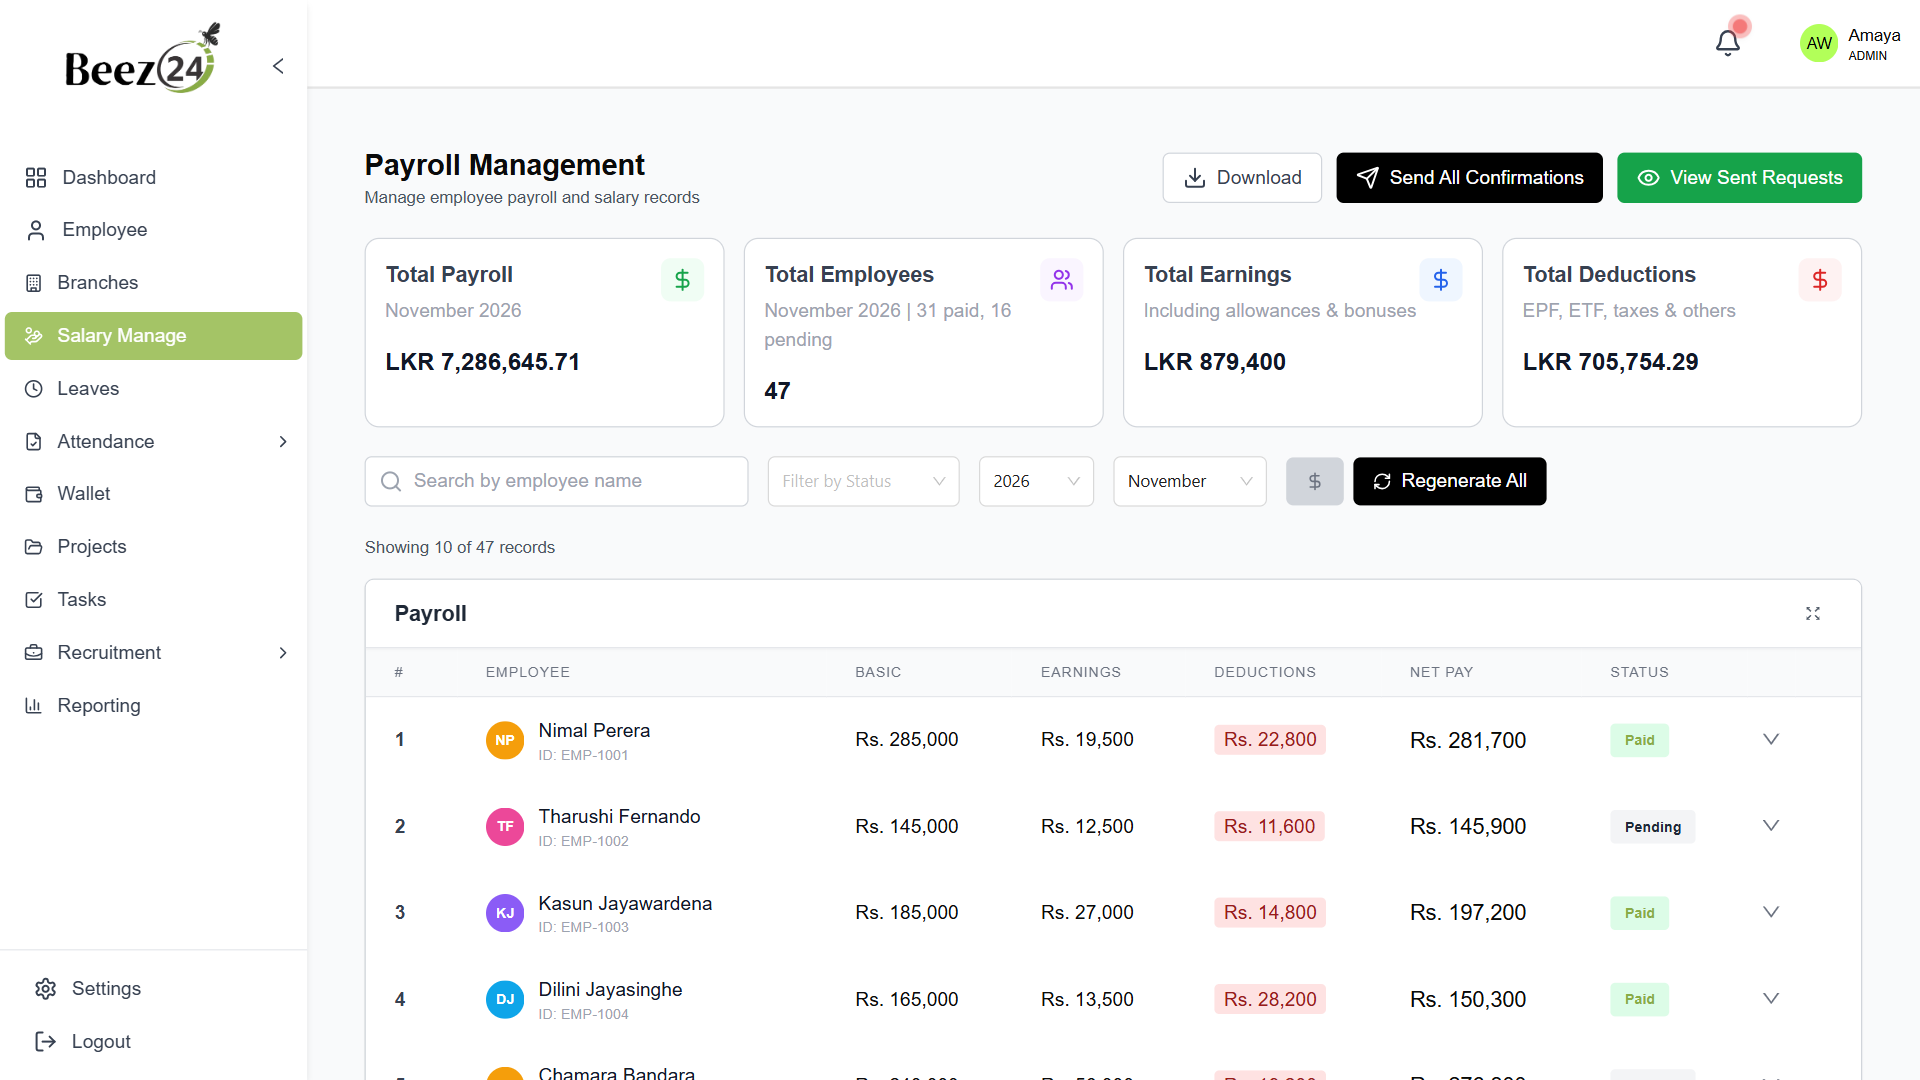 Beez24
Amaya
AW
ADMIN
Dashboard
Employee
Branches
Salary Manage
Leaves
Attendance
Wallet
Projects
Tasks
Recruitment
Reporting
Settings
Logout
Payroll Management
Manage employee payroll and salary records
Download
Send All Confirmations
View Sent Requests
Total Payroll
November 2026
LKR 7,286,645.71
Total Employees
November 2026 | 31 paid, 16
pending
47
Total Earnings
Including allowances & bonuses
LKR 879,400
Total Deductions
EPF, ETF, taxes & others
LKR 705,754.29
Search by employee name
Filter by Status
2026
November
$
Regenerate All
Showing 10 of 47 records
Payroll
# EMPLOYEE BASIC EARNINGS DEDUCTIONS NET PAY STATUS
1 NP Nimal Perera Rs. 285,000 Rs. 19,500 Rs. 22,800 Rs. 281,700 Paid
ID: EMP-1001
2 TF Tharushi Fernando Rs. 145,000 Rs. 12,500 Rs. 11,600 Rs. 145,900 Pending
ID: EMP-1002
3 KJ Kasun Jayawardena Rs. 185,000 Rs. 27,000 Rs. 14,800 Rs. 197,200 Paid
ID: EMP-1003
4 DJ Dilini Jayasinghe Rs. 165,000 Rs. 13,500 Rs. 28,200 Rs. 150,300 Paid
ID: EMP-1004
Chamara Bandara